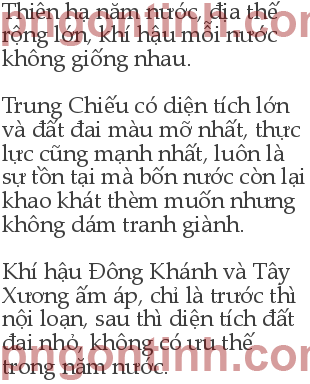 Thiên hạ năm nước, địa thế
rộng lớn, khí hậu mỗi nước
không giống nhau.
Trung Chiếu có diện tích lớn
và đất đai màu mỡ nhất, thực
lực cũng mạnh nhất, luôn là
sự tồn tại mà bốn nước còn lại
khao khát thèm muốn nhưng
không dám tranh giành.
Khí hậu Đông Khánh và Tây
Xương ấm áp, chỉ là trước thì
nội loạn, sau thì diện tích đất
đai nhỏ, không có ưu thế
trong năm nước.
pngontinh.com
pngontinh.com